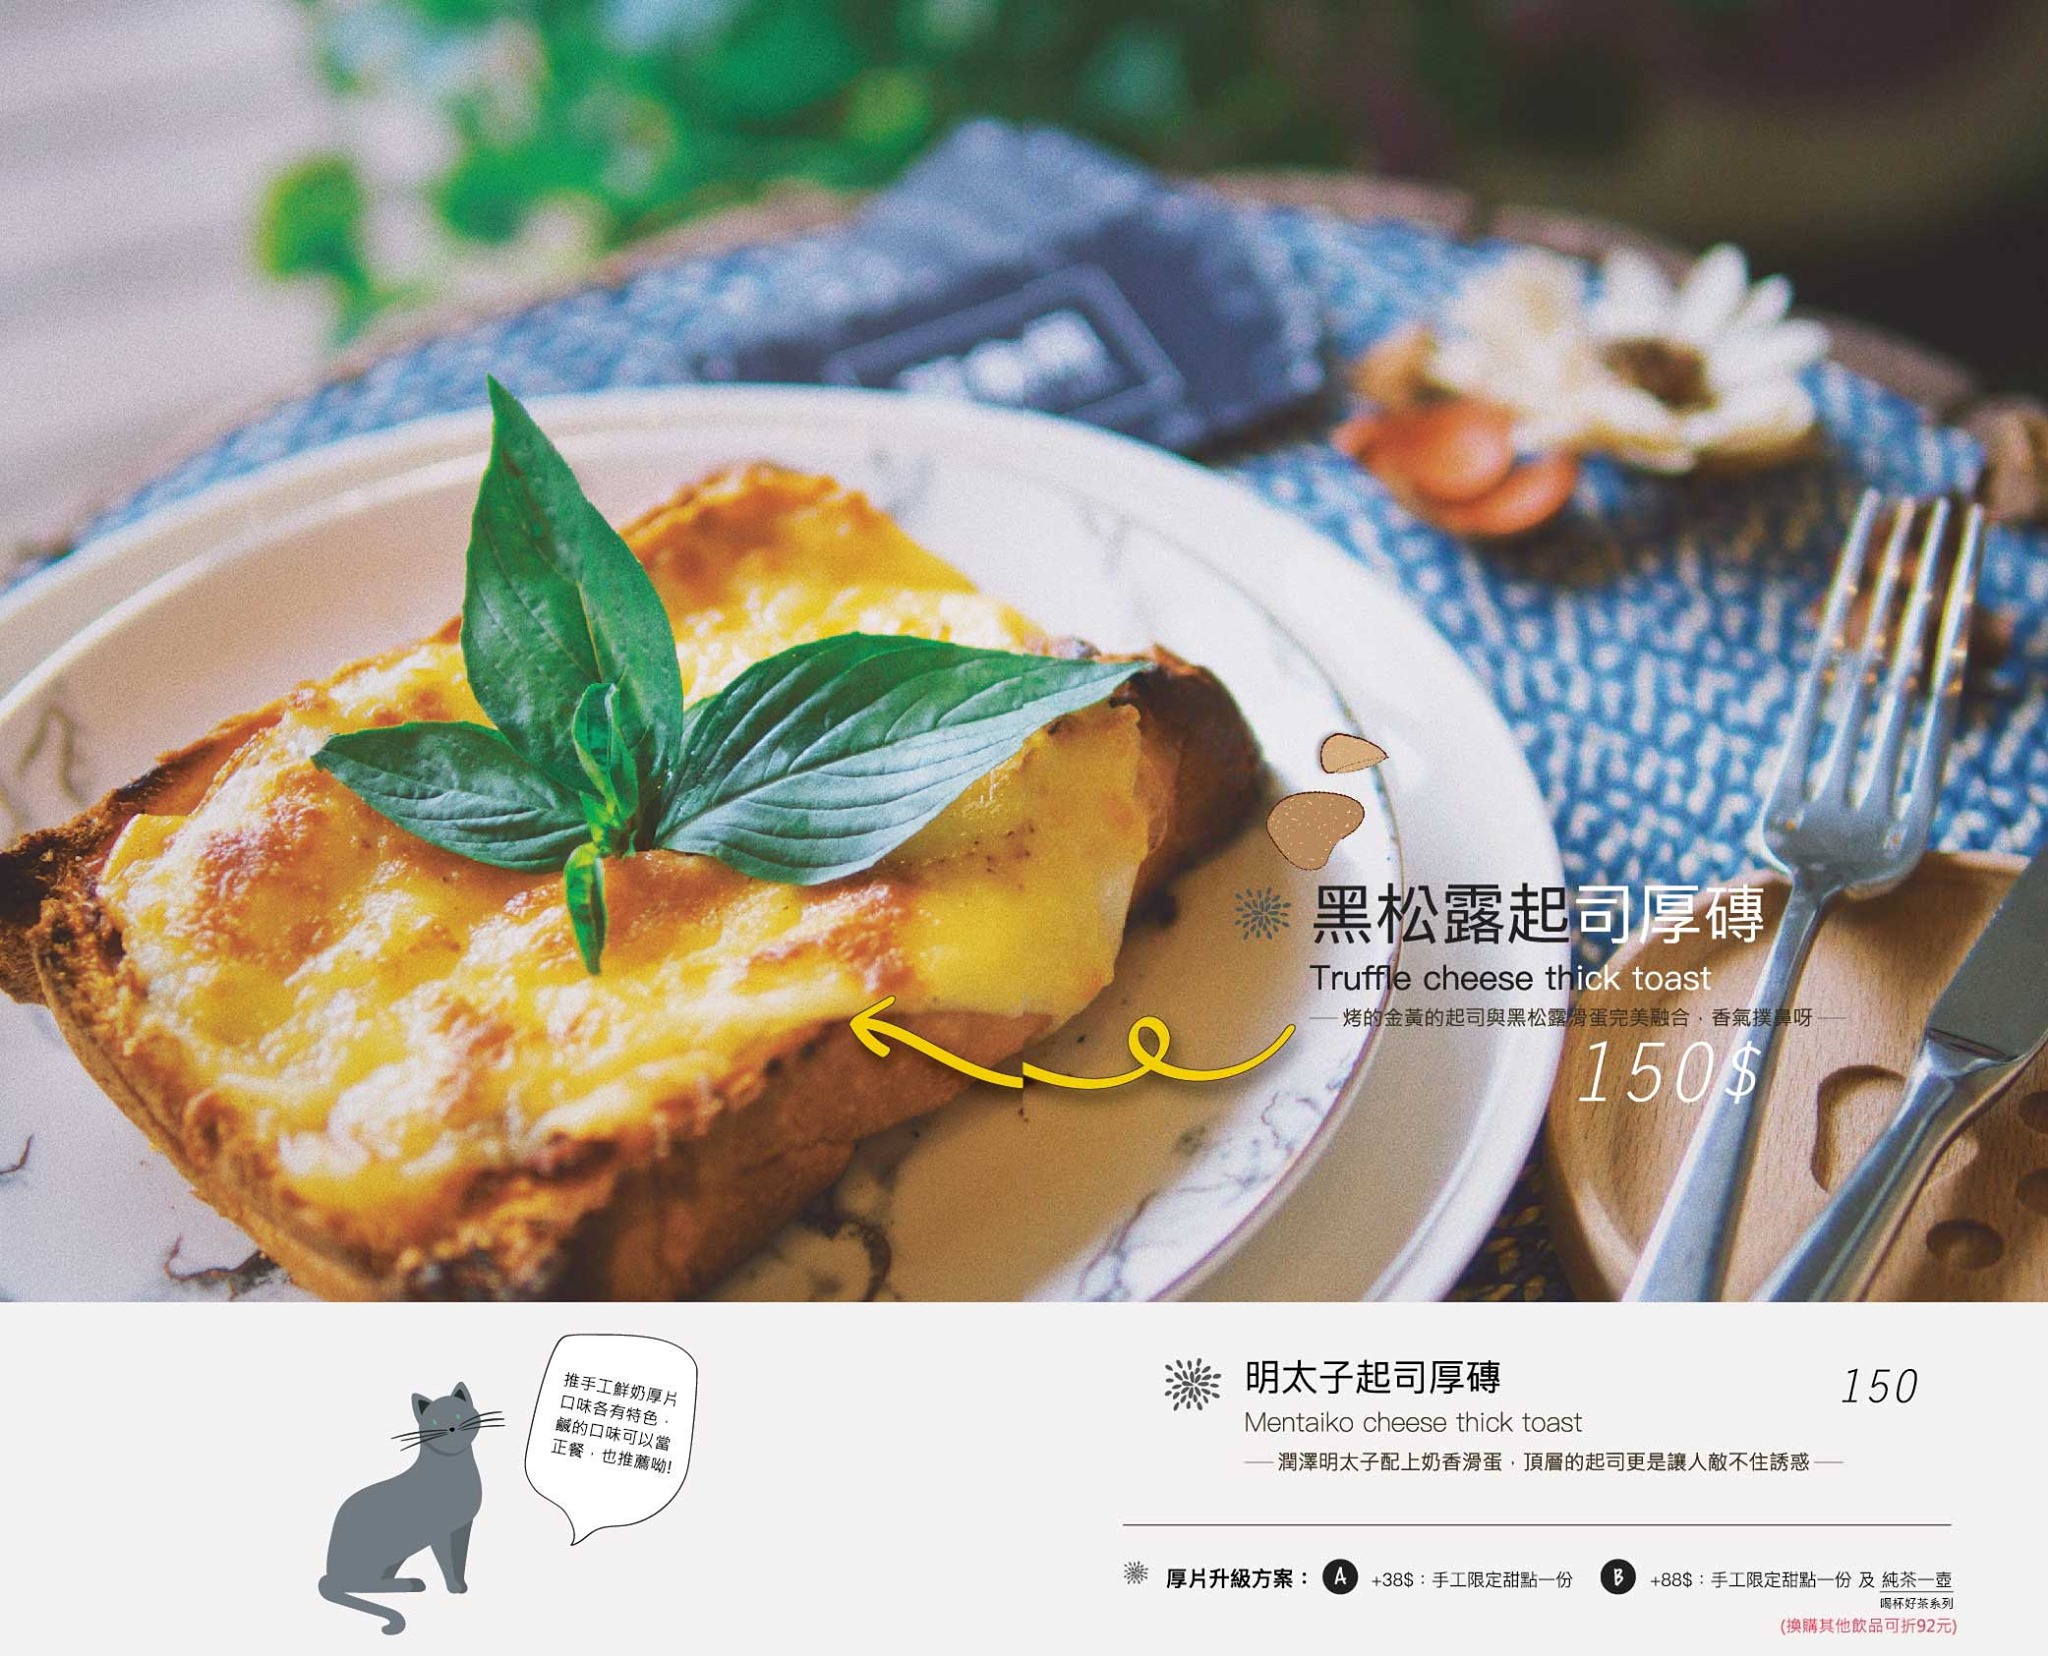 黑松露起司厚磚
Truffle cheese thick toast
烤的金黃的起司與黑松露滑蛋完美融合，香氣撲鼻呀
150$
推手工鮮奶厚片
口味各有特色，
鹹的口味可以當
正餐，也推薦呦!
明太子起司厚磚
150
Mentaiko cheese thick toast
潤澤明太子配上奶香滑蛋，頂層的起司更是讓人敵不住誘惑
厚片升級方案： A +38$：手工限定甜點一份 B +88$：手工限定甜點一份 及 純茶一壺
喝杯好茶系列
(換購其他飲品可折92元)